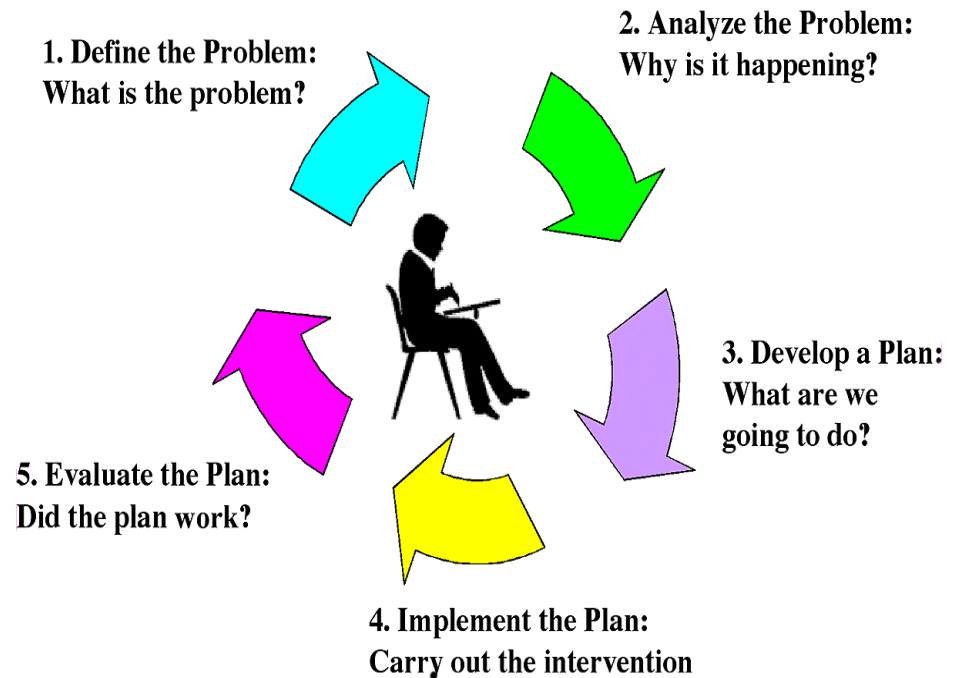 1. Define the Problem:
What is the problem?
2. Analyze the Problem:
Why is it happening?
3. Develop a Plan:
What are we
going to do?
4. Implement the Plan:
Carry out the intervention
5. Evaluate the Plan:
Did the plan work?